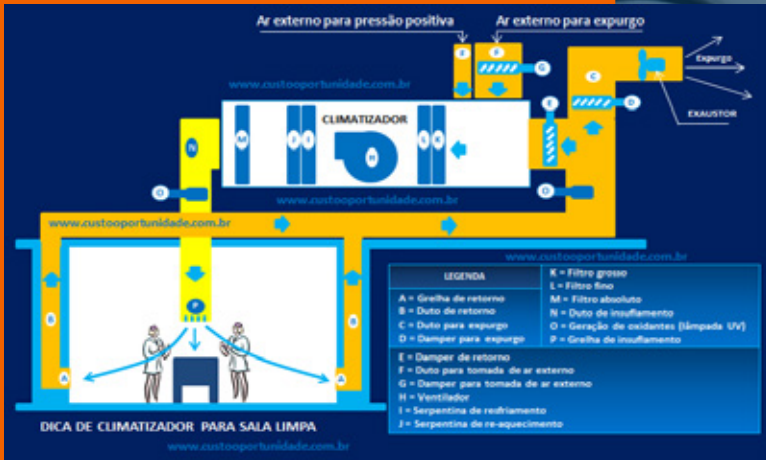 Ar externo para pressão positiva
Ar externo para expurgo
www.custooportunidade.com.br
F
F
G
C
D
E
Expurgo
EXAUSTOR
CLIMATIZADOR
M
J
I
H
L
K
N
O
O
www.custooportunidade.com.br
www.custooportunidade.com.br
www.custooportunidade.com.br
P
B
B
A
A
LEGENDA
A = Grelha de retorno
B = Duto de retorno
C = Duto para expurgo
D = Damper para expurgo
K = Filtro grosso
L = Filtro fino
M = Filtro absoluto
N = Duto de insuflamento
O = Geração de oxidantes (lâmpada UV)
P = Grelha de insuflamento
E = Damper de retorno
F = Duto para tomada de ar externo
G = Damper para tomada de ar externo
H = Ventilador
I = Serpentina de resfriamento
J = Serpentina de re-aquecimento
DICA DE CLIMATIZADOR PARA SALA LIMPA
www.custooportunidade.com.br